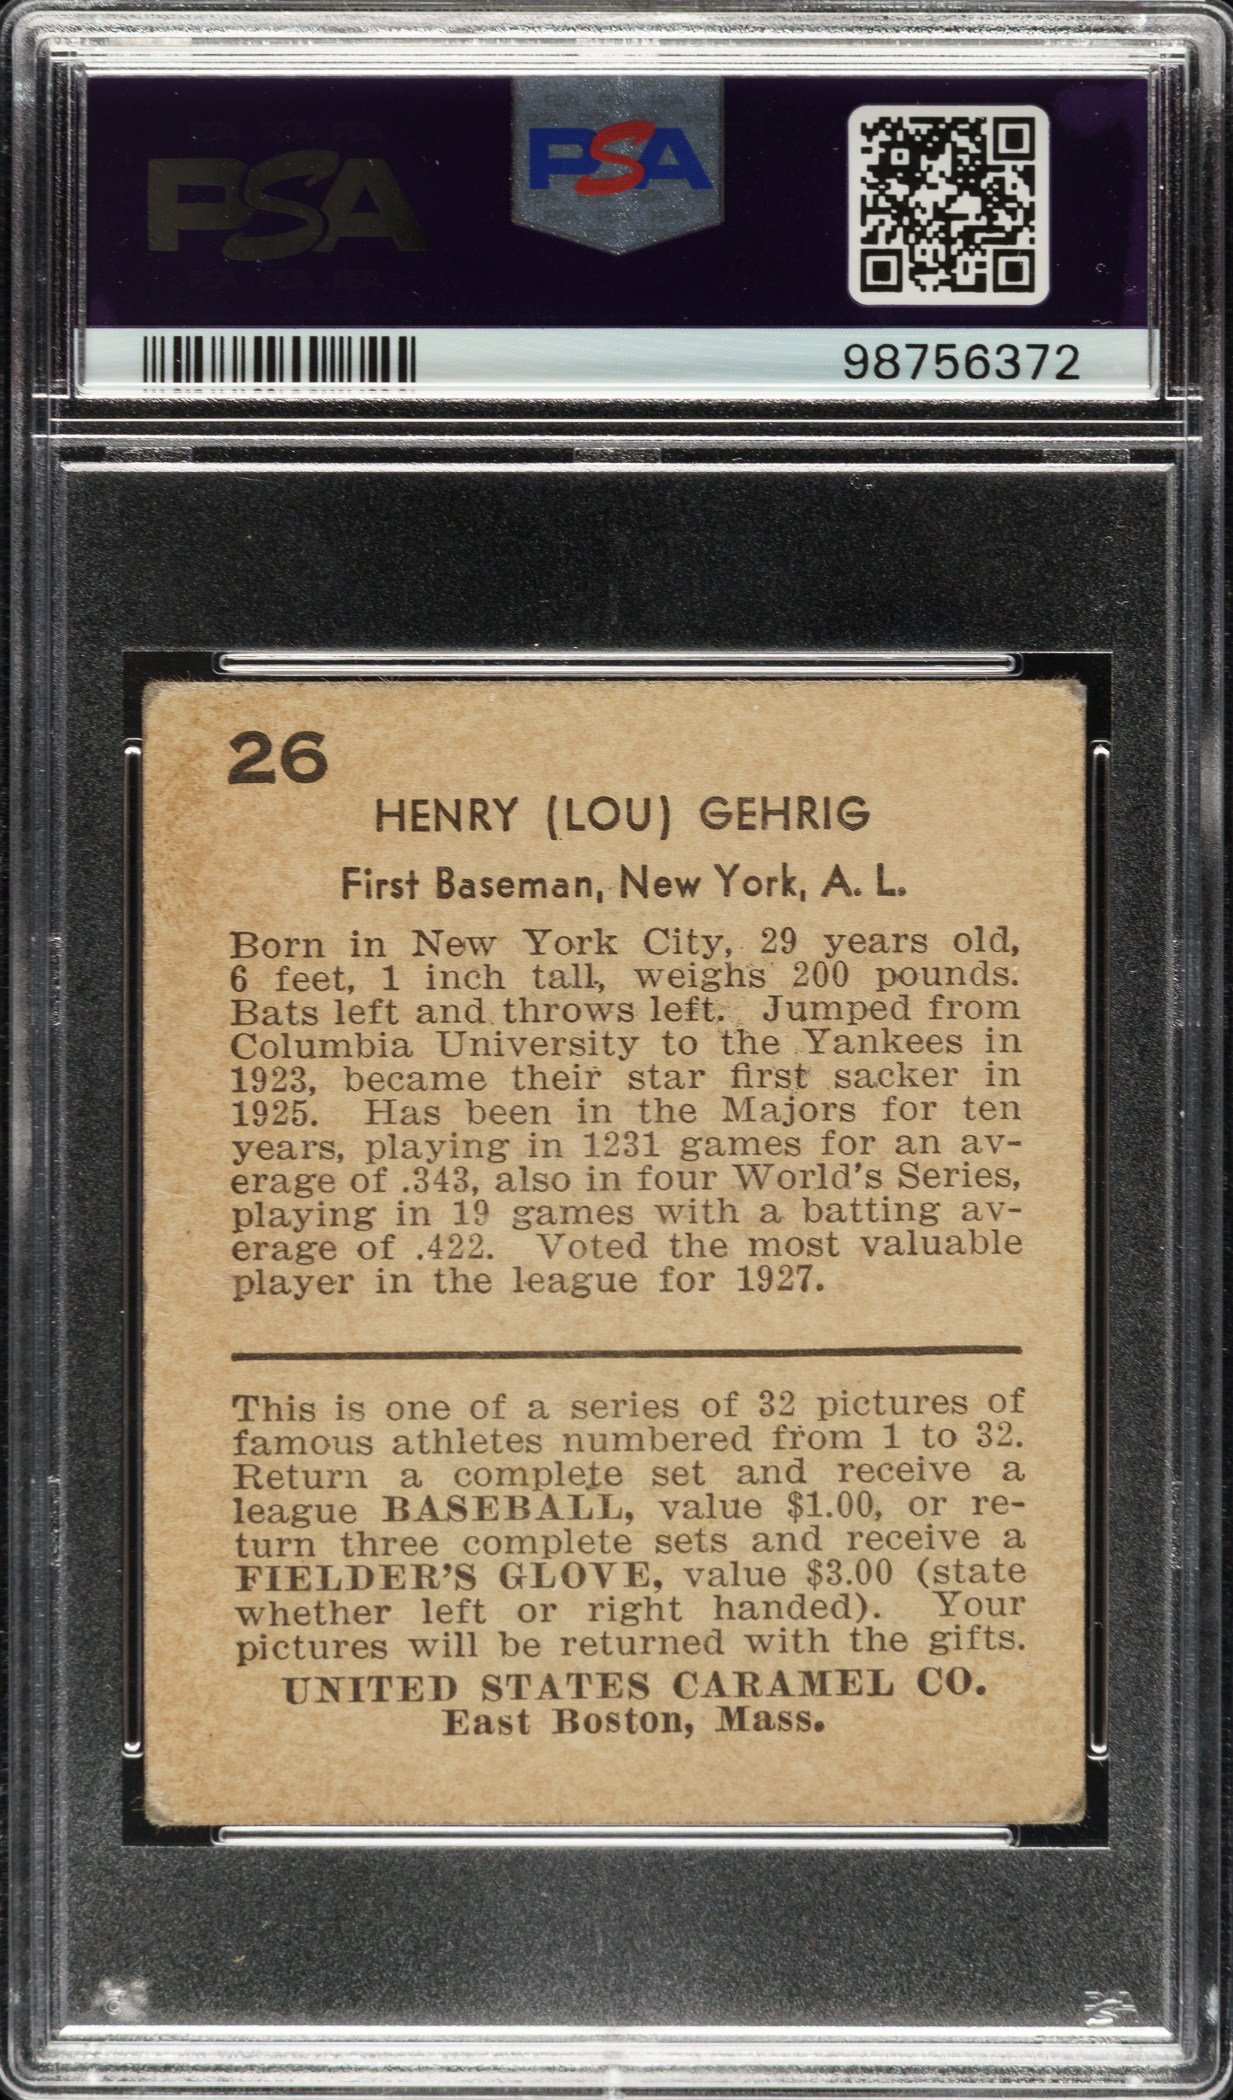 PSA
PSA
98756372
26
HENRY (LOU) GEHRIG
First Baseman, New York, A. L.
Born in New York City, 29 years old,
6 feet, 1 inch tall, weighs 200 pounds.
Bats left and throws left. Jumped from
Columbia University to the Yankees in
1923, became their star first sacker in
1925. Has been in the Majors for ten
years, playing in 1231 games for an av-
erage of .343, also in four World's Series,
playing in 19 games with a batting av-
erage of .422. Voted the most valuable
player in the league for 1927.
This is one of a series of 32 pictures of
famous athletes numbered from 1 to 32.
Return a complete set and receive a
league BASEBALL, value $1.00, or re-
turn three complete sets and receive a
FIELDER'S GLOVE, value $3.00 (state
whether left or right handed). Your
pictures will be returned with the gifts.
UNITED STATES CARAMEL CO.
East Boston, Mass.
PSA